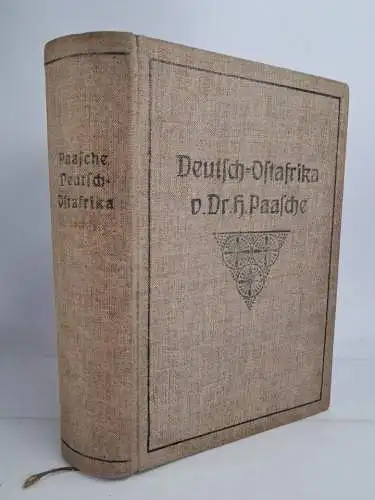 Paasche,
Deutsch-
Ostafrika
Deutsch-Ostafrika
v. Dr. H. Paasche